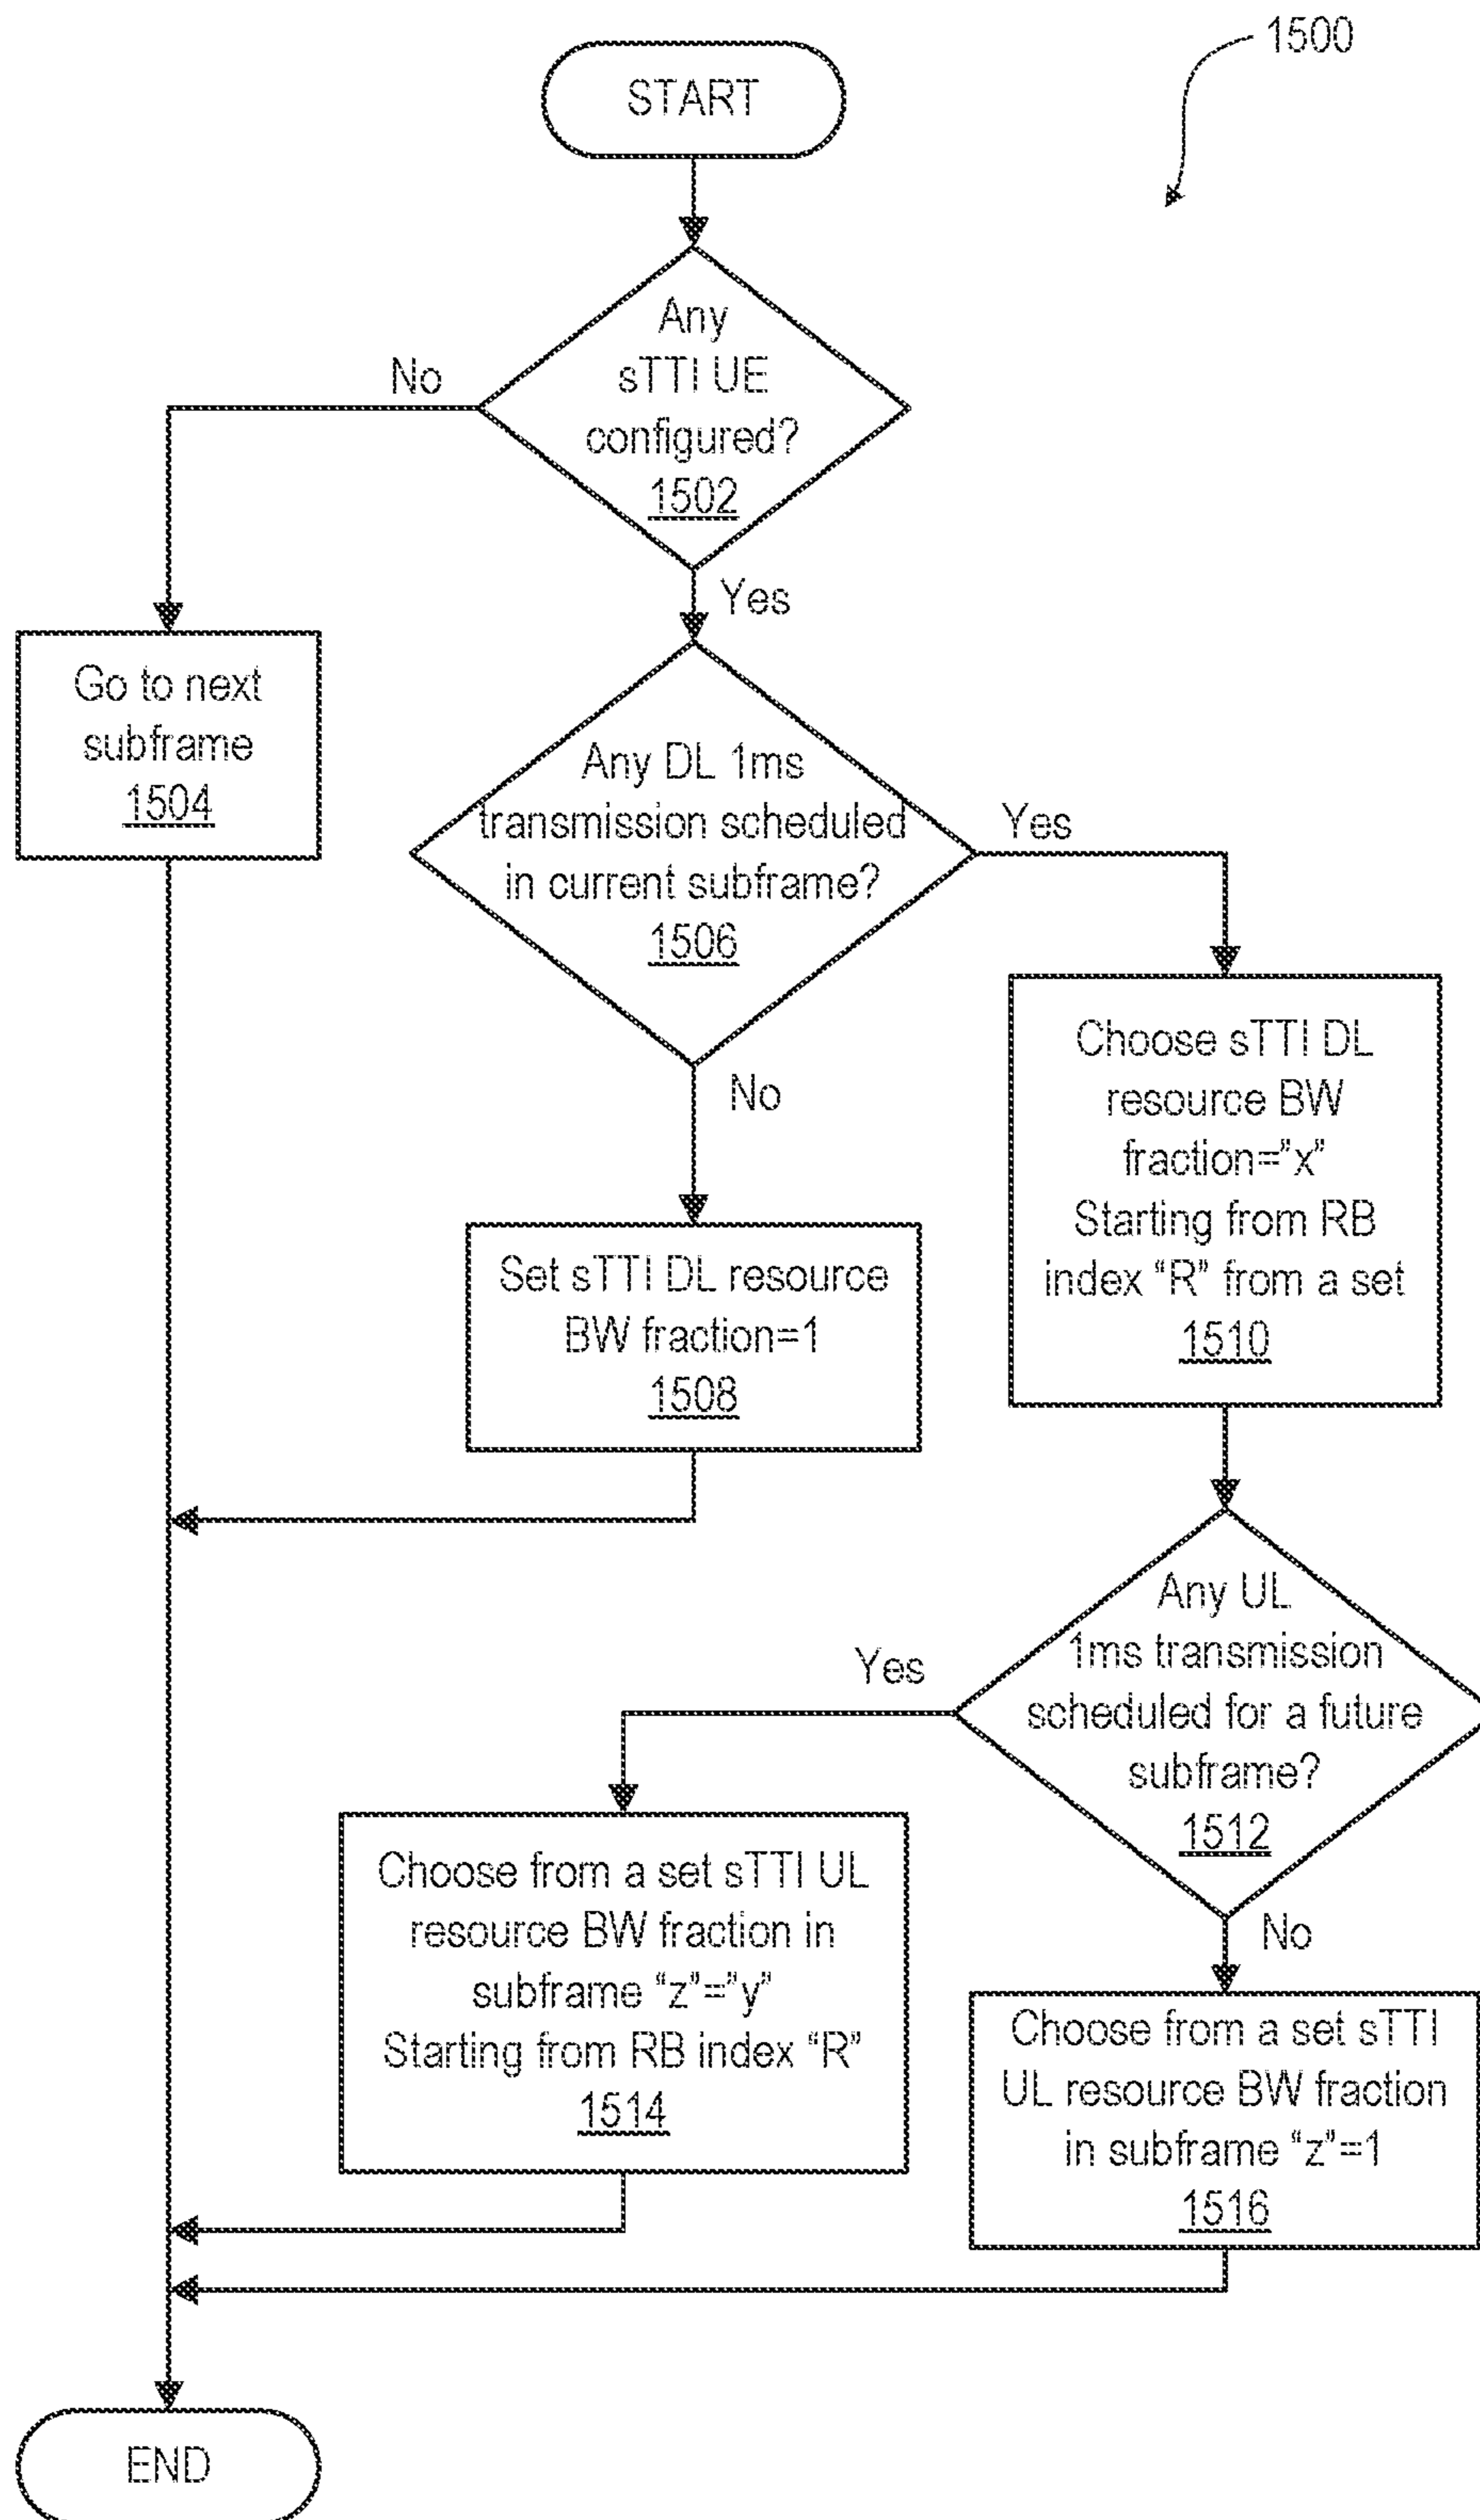 1500
START
Any
sTTI UE
configured?
1502
No
Yes
Go to next
subframe
1504
Any DL 1ms
transmission scheduled
in current subframe?
1506
Yes
No
Choose sTTI DL
resource BW
fraction="x"
Starting from RB
index "R" from a set
1510
Set sTTI DL resource
BW fraction=1
1508
Any UL
1ms transmission
scheduled for a future
subframe?
1512
Yes
No
Choose from a set sTTI UL
resource BW fraction in
subframe "z"="y"
Starting from RB index "R"
1514
Choose from a set sTTI
UL resource BW fraction
in subframe "z"=1
1516
END